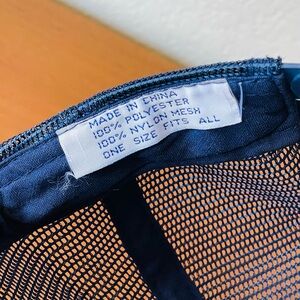 MADE IN CHINA
100% POLYESTER
100% NYLON MESH
ONE SIZE FITS ALL